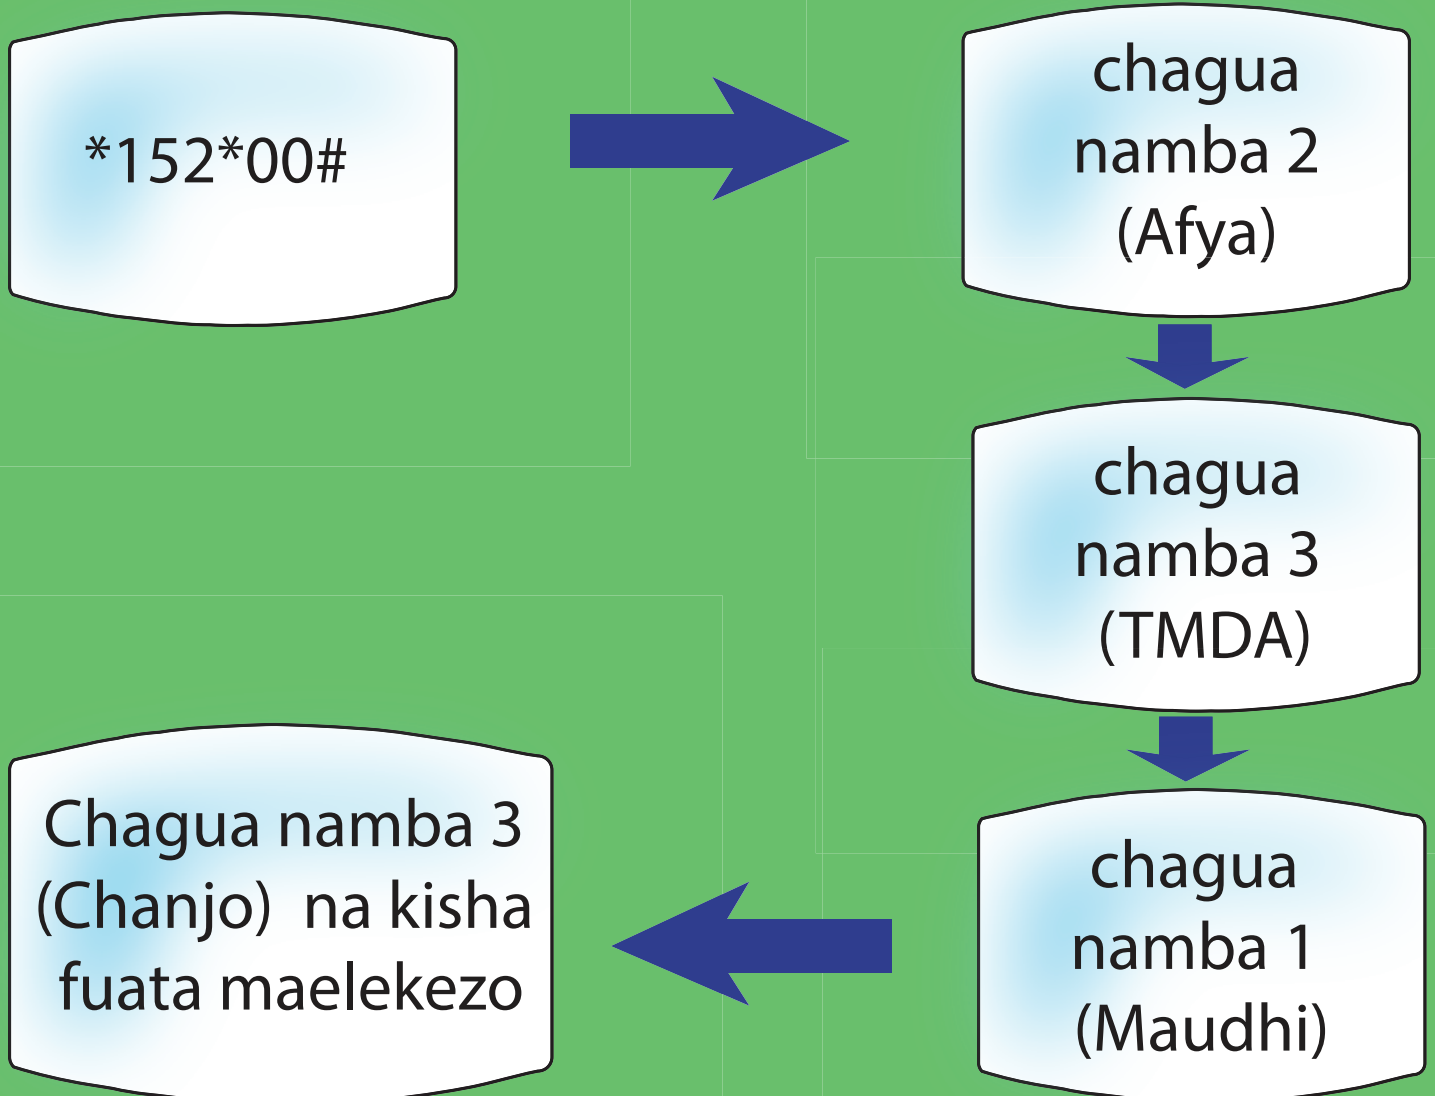 *152*00#
chagua
namba 2
(Afya)
chagua
namba 3
(TMDA)
chagua
namba 1
(Maudhi)
Chagua namba 3
(Chanjo) na kisha
fuata maelekezo